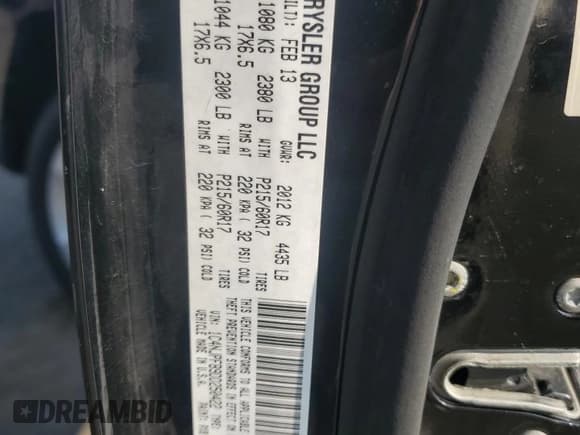 RYSLER GROUP LLC
FEB 13
GVWR: 2012 KG 4435 LB
1080 KG 2380 LB WITH P215/60R17 TIRES
17X6.5 RIMS AT 220 KPA ( 32 PSI) COLD
1044 KG 2300 LB WITH P215/60R17 TIRES
17X6.5 RIMS AT 220 KPA ( 32 PSI) COLD
THIS VEHICLE CONFORMS TO ALL
THEFT PREVENTION STANDARDS IN EFFECT ON
VIN:
VEHICLE MADE IN U.S.A. PAINT:
DREAMBID